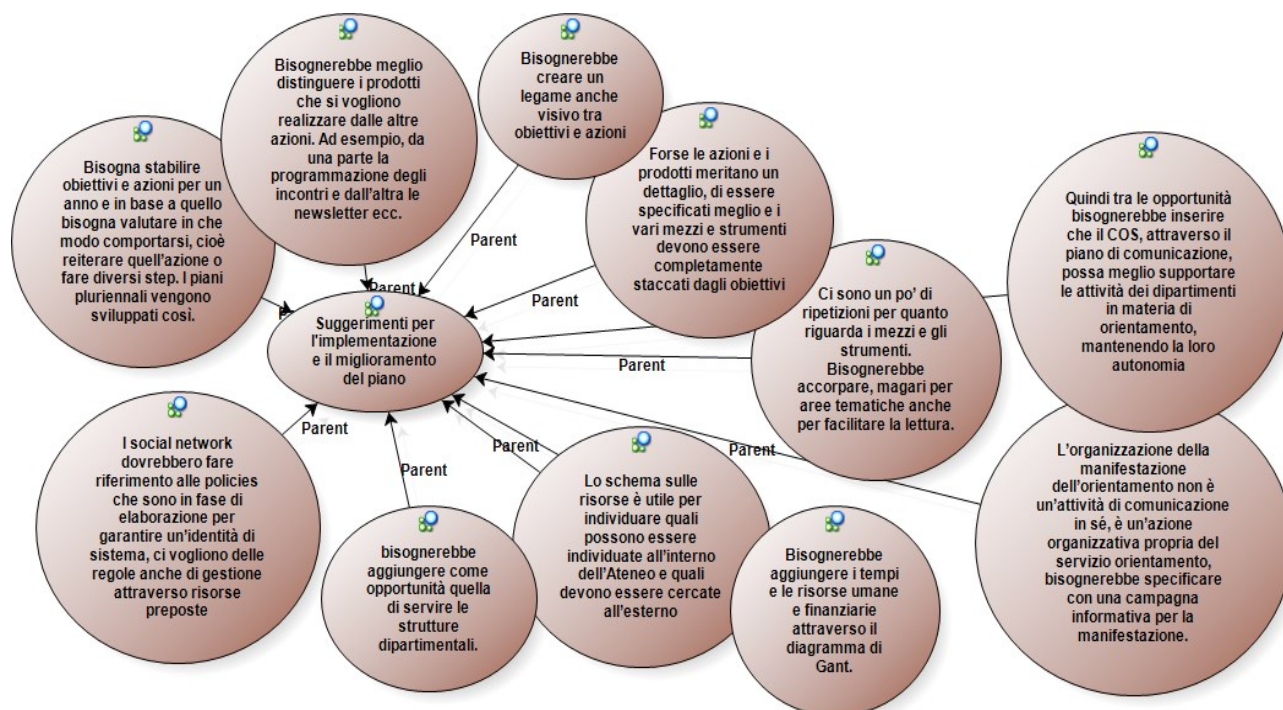 Bisognerebbe meglio
distinguere i prodotti
che si vogliono
realizzare dalle altre
azioni. Ad esempio, da
una parte la
programmazione degli
incontri e dall'altra le
newsletter ecc.
Bisognerebbe
creare un
legame anche
visivo tra
obiettivi e azioni
Bisogna stabilire
obiettivi e azioni per un
anno e in base a quello
bisogna valutare in che
modo comportarsi, cioè
reiterare quell'azione o
fare diversi step. I piani
pluriennali vengono
sviluppati così.
Forse le azioni e i
prodotti meritano un
dettaglio, di essere
specificati meglio e i
vari mezzi e strumenti
devono essere
completamente
staccati dagli obiettivi
Quindi tra le opportunità
bisognerebbe inserire
che il COS, attraverso il
piano di comunicazione,
possa meglio supportare
le attività dei dipartimenti
in materia di
orientamento,
mantenendo la loro
autonomia
Ci sono un po' di
ripetizioni per quanto
riguarda i mezzi e gli
strumenti.
Bisognerebbe
accorpare, magari per
aree tematiche anche
per facilitare la lettura.
Parent
Parent
Parent
Parent
Suggerimenti per
l'implementazione
e il miglioramento
del piano
I social network
dovrebbero fare
riferimento alle policies
che sono in fase di
elaborazione per
garantire un'identità di
sistema, ci vogliono delle
regole anche di gestione
attraverso risorse
preposte
Parent
Parent
Parent
Parent
bisognerebbe
aggiungere come
opportunità quella
di servire le
strutture
dipartimentali.
Lo schema sulle
risorse è utile per
individuare quali
possono essere
individuate all'interno
dell'Ateneo e quali
devono essere cercate
all'esterno
Bisognerebbe
aggiungere i tempi
e le risorse umane
e finanziarie
attraverso il
diagramma di
Gant.
L'organizzazione della
manifestazione
dell'orientamento non è
un'attività di comunicazione
in sé, è un'azione
organizzativa propria del
servizio orientamento,
bisognerebbe specificare
con una campagna
informativa per la
manifestazione.